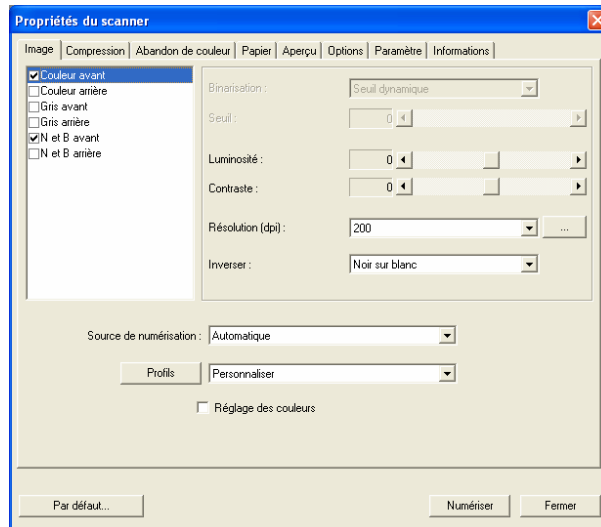 Propriétés du scanner
Image Compression Abandon de couleur Papier Aperçu Options Paramètre Informations
Couleur avant
Couleur arrière
Gris avant
Gris arrière
N et B avant
N et B arrière
Binarisation : Seuil dynamique
Seuil : 0
Luminosité : 0
Contraste : 0
Résolution (dpi) : 200 ...
Inverser : Noir sur blanc
Source de numérisation : Automatique
Profils Personnaliser
Réglage des couleurs
Par défaut... Numériser Fermer